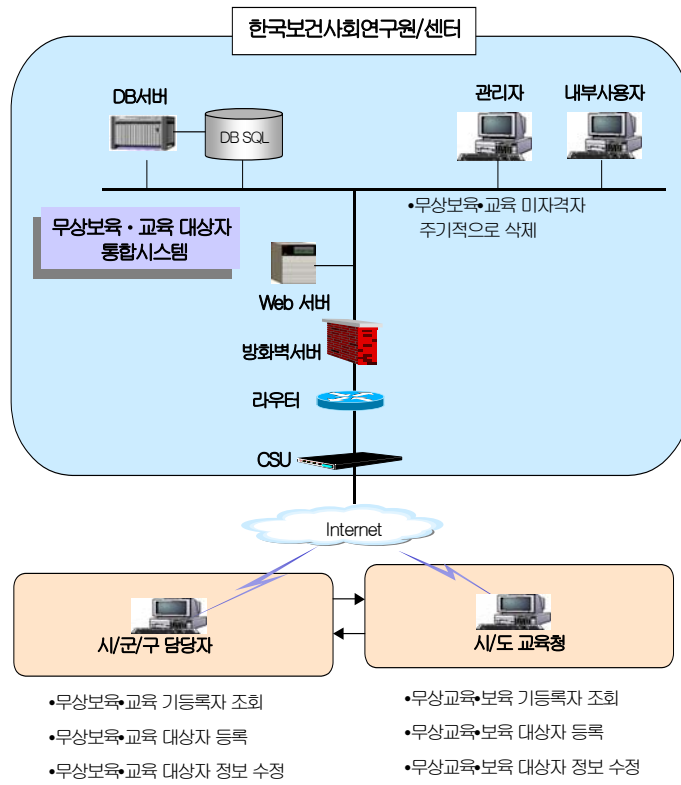 한국보건사회연구원/센터
DB서버
DB SQL
관리자
내부사용자
무상보육・교육 대상자
통합시스템
•무상보육•교육 미자격자
주기적으로 삭제
Web 서버
방화벽서버
라우터
CSU
Internet
시/군/구 담당자
시/도 교육청
•무상보육•교육 기등록자 조회
•무상보육•교육 대상자 등록
•무상보육•교육 대상자 정보 수정
•무상교육•보육 기등록자 조회
•무상교육•보육 대상자 등록
•무상교육•보육 대상자 정보 수정